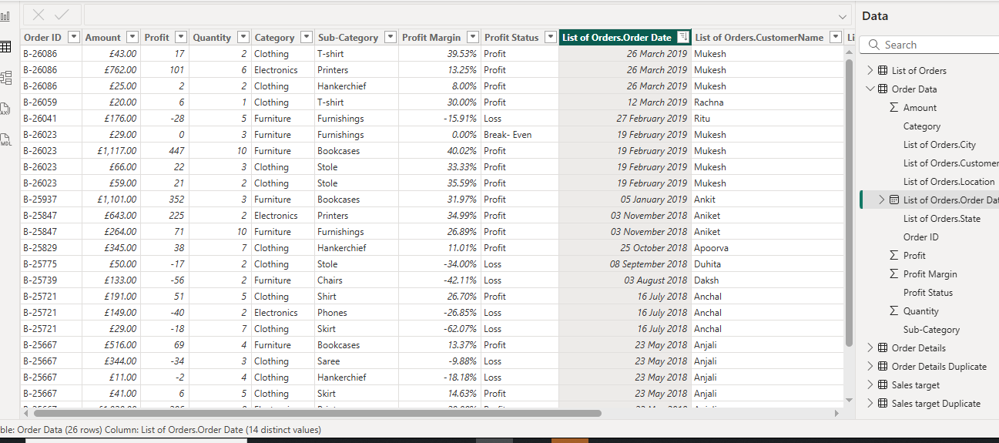 Data
Order ID Amount Profit Quantity Category Sub-Category Profit Margin Profit Status List of Orders.Order Date List of Orders.CustomerName Li
B-26086 £43.00 17 2 Clothing T-shirt 39.53% Profit 26 March 2019 Mukesh
B-26086 £762.00 101 6 Electronics Printers 13.25% Profit 26 March 2019 Mukesh
B-26086 £25.00 2 2 Clothing Hankerchief 8.00% Profit 26 March 2019 Mukesh
B-26059 £20.00 6 1 Clothing T-shirt 30.00% Profit 12 March 2019 Rachna
B-26041 £176.00 -28 5 Furniture Furnishings -15.91% Loss 27 February 2019 Ritu
B-26023 £29.00 0 3 Furniture Furnishings 0.00% Break- Even 19 February 2019 Mukesh
B-26023 £1,117.00 447 10 Furniture Bookcases 40.02% Profit 19 February 2019 Mukesh
B-26023 £66.00 22 3 Clothing Stole 33.33% Profit 19 February 2019 Mukesh
B-26023 £59.00 21 2 Clothing Stole 35.59% Profit 19 February 2019 Mukesh
B-25937 £1,101.00 352 3 Furniture Bookcases 31.97% Profit 05 January 2019 Ankit
B-25847 £643.00 225 2 Electronics Printers 34.99% Profit 03 November 2018 Aniket
B-25847 £264.00 71 10 Furniture Furnishings 26.89% Profit 03 November 2018 Aniket
B-25829 £345.00 38 7 Clothing Hankerchief 11.01% Profit 25 October 2018 Apoorva
B-25775 £50.00 -17 2 Clothing Stole -34.00% Loss 08 September 2018 Duhita
B-25739 £133.00 -56 2 Furniture Chairs -42.11% Loss 03 August 2018 Daksh
B-25721 £191.00 51 5 Clothing Shirt 26.70% Profit 16 July 2018 Anchal
B-25721 £149.00 -40 2 Electronics Phones -26.85% Loss 16 July 2018 Anchal
B-25721 £29.00 -18 7 Clothing Skirt -62.07% Loss 16 July 2018 Anchal
B-25667 £516.00 69 4 Furniture Bookcases 13.37% Profit 23 May 2018 Anjali
B-25667 £344.00 -34 3 Clothing Saree -9.88% Loss 23 May 2018 Anjali
B-25667 £11.00 -2 4 Clothing Hankerchief -18.18% Loss 23 May 2018 Anjali
B-25667 £41.00 6 5 Clothing Skirt 14.63% Profit 23 May 2018 Anjali
Search
List of Orders
Order Data
Amount
Category
List of Orders.City
List of Orders.Customer
List of Orders.Location
List of Orders.Order Dat
List of Orders.State
Order ID
Profit
Profit Margin
Profit Status
Quantity
Sub-Category
Order Details
Order Details Duplicate
Sales target
Sales target Duplicate
ble: Order Data (26 rows) Column: List of Orders.Order Date (14 distinct values)